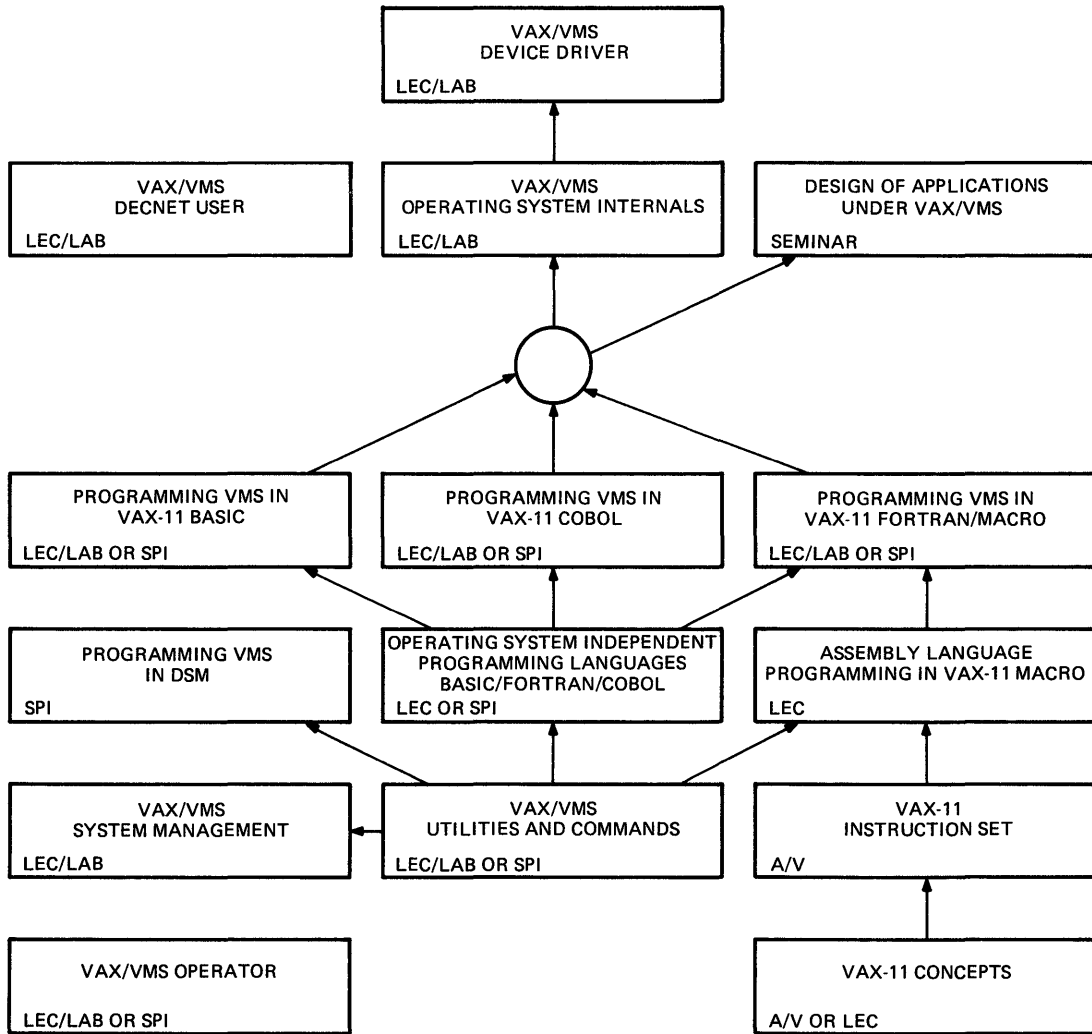 VAX/VMS
DEVICE DRIVER
LEC/LAB
VAX/VMS
DECNET USER
LEC/LAB
VAX/VMS
OPERATING SYSTEM INTERNALS
LEC/LAB
DESIGN OF APPLICATIONS
UNDER VAX/VMS
SEMINAR
PROGRAMMING VMS IN
VAX-11 BASIC
LEC/LAB OR SPI
PROGRAMMING VMS IN
VAX-11 COBOL
LEC/LAB OR SPI
PROGRAMMING VMS IN
VAX-11 FORTRAN/MACRO
LEC/LAB OR SPI
PROGRAMMING VMS
IN DSM
SPI
OPERATING SYSTEM INDEPENDENT
PROGRAMMING LANGUAGES
BASIC/FORTRAN/COBOL
LEC OR SPI
ASSEMBLY LANGUAGE
PROGRAMMING IN VAX-11 MACRO
LEC
VAX/VMS
SYSTEM MANAGEMENT
LEC/LAB
VAX/VMS
UTILITIES AND COMMANDS
LEC/LAB OR SPI
VAX-11
INSTRUCTION SET
A/V
VAX/VMS OPERATOR
LEC/LAB OR SPI
VAX-11 CONCEPTS
A/V OR LEC